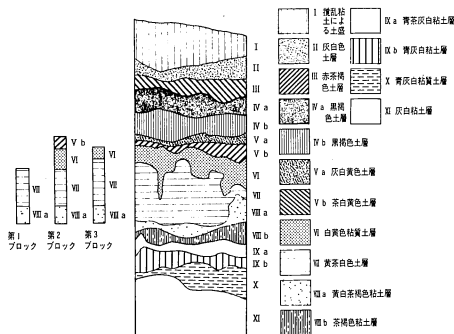 I
II
III
IV a
IV b
V a
V b
VI
VII
VIII a
VIII b
IX a
IX b
X
XI
V b
VI
VII
VIII a
VI
VII
VIII a
VII
VIII a
第1
ブロック
第2
ブロック
第3
ブロック
I 攪乱粘
土によ
る土盛
II 灰白色
土層
III 赤茶褐
色土層
IV a 黒褐
色土層
IV b 黒褐色土層
V a 灰白黄色土層
V b 茶白黄色土層
VI 白黄色粘質土層
VII 黄茶白色土層
VIII a 黄白茶褐色粘土層
VIII b 茶褐色粘土層
IX a 青茶灰白粘土層
IX b 青灰白粘土層
X 青灰白粘質土層
XI 灰白粘土層